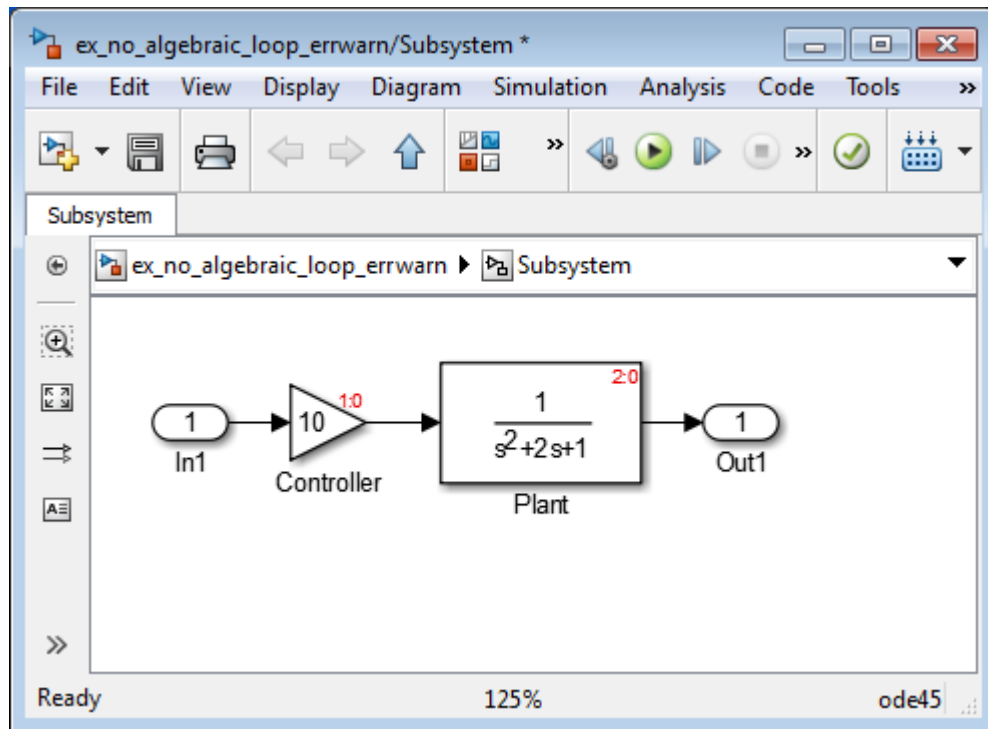 ex_no_algebraic_loop_errwarn/Subsystem *
File Edit View Display Diagram Simulation Analysis Code Tools »
» »
Subsystem
ex_no_algebraic_loop_errwarn Subsystem
1 10 1:0 1 2:0 1
s²+2s+1
In1 Controller Plant Out1
A
»
Ready 125% ode45